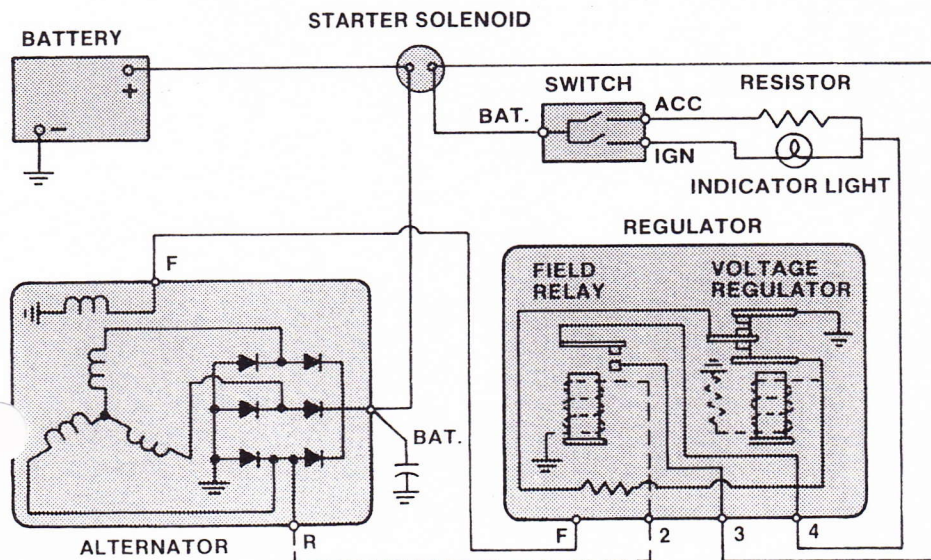 STARTER SOLENOID
BATTERY
+
-
SWITCH
RESISTOR
BAT.
ACC
IGN
INDICATOR LIGHT
REGULATOR
F
FIELD
RELAY
VOLTAGE
REGULATOR
BAT.
ALTERNATOR
R
F
2
3
4